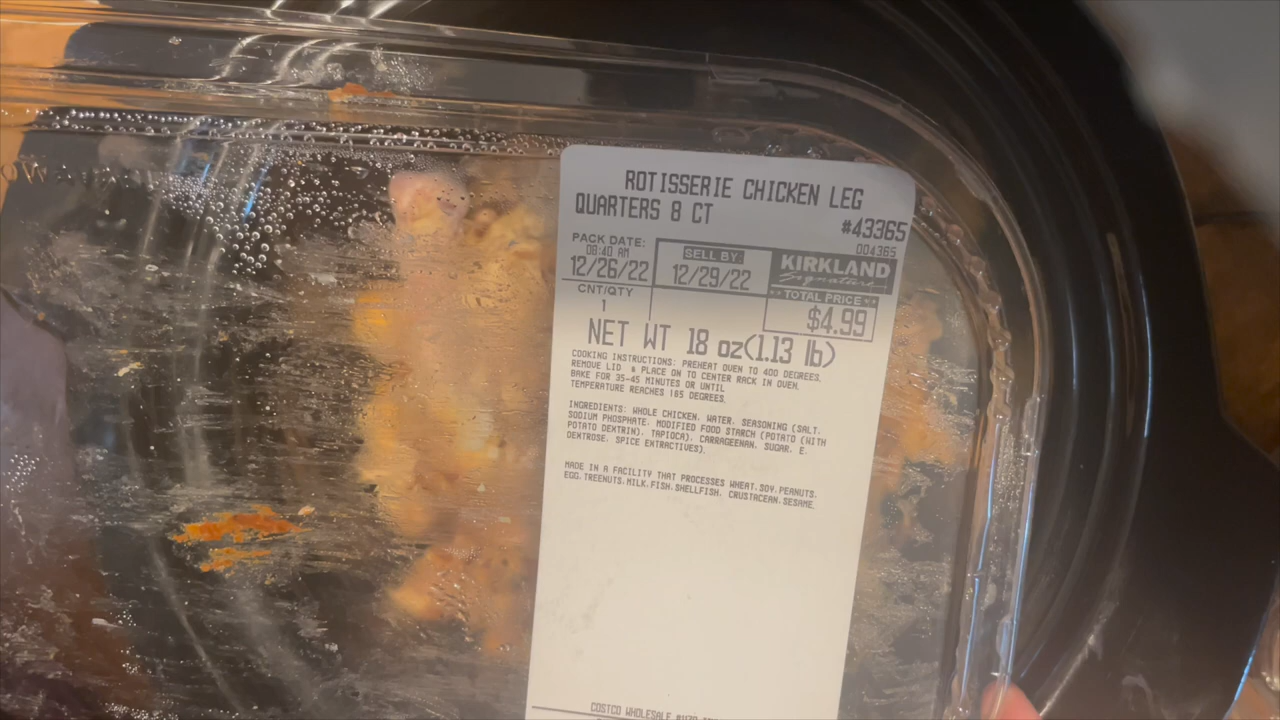 ROTISSERIE CHICKEN LEG
QUARTERS 8 CT
#43365
004365
PACK DATE:
08:40 AM
12/26/22
SELL BY:
12/29/22
KIRKLAND
Signature
CNT/QTY
1
TOTAL PRICE
$4.99
NET WT 18 oz(1.13 lb)
COOKING INSTRUCTIONS: PREHEAT OVEN TO 400 DEGREES,
REMOVE LID & PLACE ON TO CENTER RACK IN OVEN,
BAKE FOR 35-45 MINUTES OR UNTIL
TEMPERATURE REACHES 165 DEGREES.
INGREDIENTS: WHOLE CHICKEN, WATER, SEASONING (SALT,
SODIUM PHOSPHATE, MODIFIED FOOD STARCH (POTATO (WITH
POTATO DEXTRIN), TAPIOCA), CARRAGEENAN, SUGAR, E.
DEXTROSE, SPICE EXTRACTIVES).
MADE IN A FACILITY THAT PROCESSES WHEAT,SOY,PEANUTS,
EGG,TREENUTS,MILK,FISH,SHELLFISH, CRUSTACEAN,SESAME.
COSTCO WHOLESALE